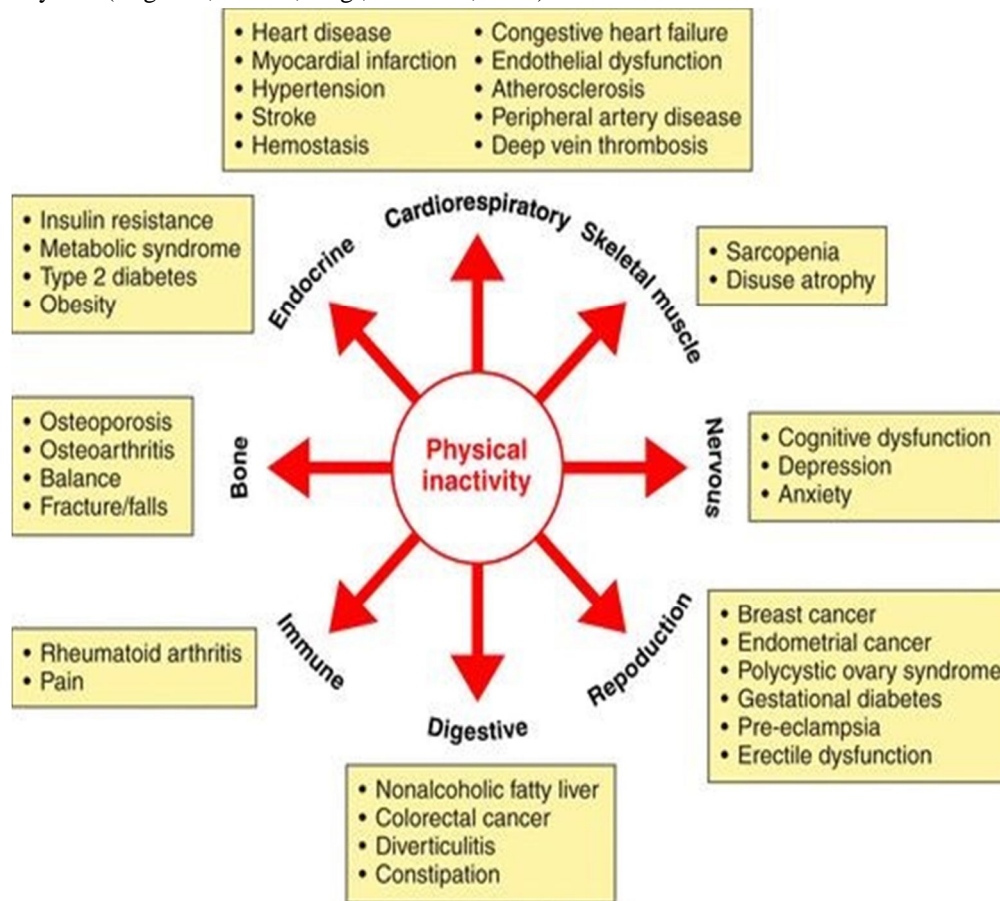 • Heart disease
• Myocardial infarction
• Hypertension
• Stroke
• Hemostasis
• Congestive heart failure
• Endothelial dysfunction
• Atherosclerosis
• Peripheral artery disease
• Deep vein thrombosis
Cardiorespiratory
Skeletal muscle
• Sarcopenia
• Disuse atrophy
Nervous
• Cognitive dysfunction
• Depression
• Anxiety
Repoduction
• Breast cancer
• Endometrial cancer
• Polycystic ovary syndrome
• Gestational diabetes
• Pre-eclampsia
• Erectile dysfunction
Digestive
• Nonalcoholic fatty liver
• Colorectal cancer
• Diverticulitis
• Constipation
Immune
• Rheumatoid arthritis
• Pain
Bone
• Osteoporosis
• Osteoarthritis
• Balance
• Fracture/falls
Endocrine
• Insulin resistance
• Metabolic syndrome
• Type 2 diabetes
• Obesity
Physical
inactivity